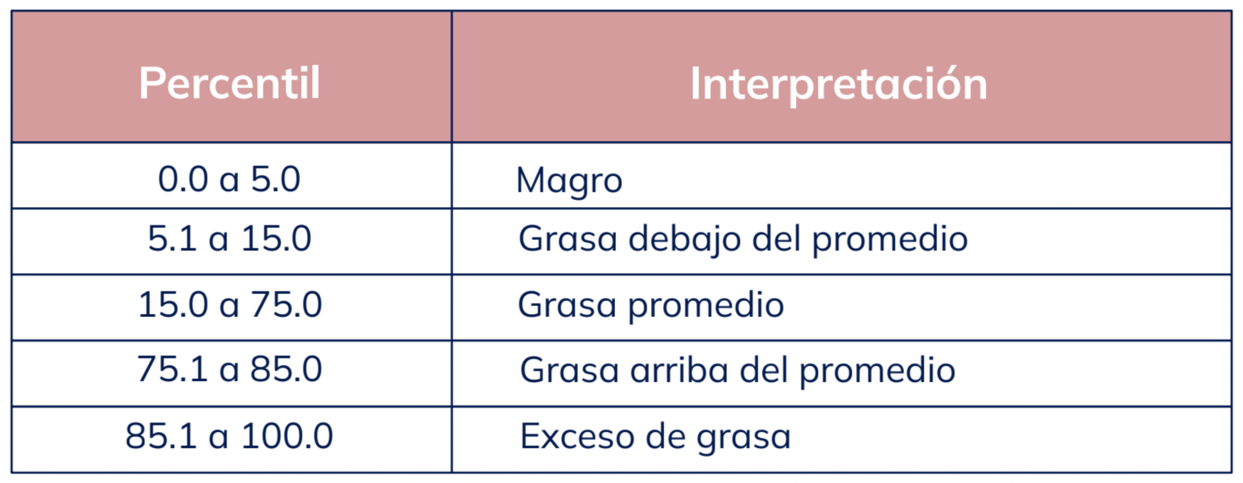 Percentil Interpretación
0.0 a 5.0 Magro
5.1 a 15.0 Grasa debajo del promedio
15.0 a 75.0 Grasa promedio
75.1 a 85.0 Grasa arriba del promedio
85.1 a 100.0 Exceso de grasa